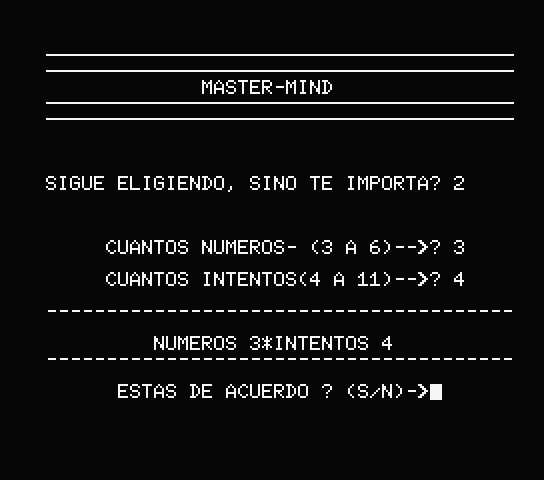 MASTER-MIND
SIGUE ELIGIENDO, SINO TE IMPORTA? 2
CUANTOS NUMEROS- (3 A 6)-->? 3
CUANTOS INTENTOS(4 A 11)-->? 4
NUMEROS 3*INTENTOS 4
ESTAS DE ACUERDO ? (S/N)->